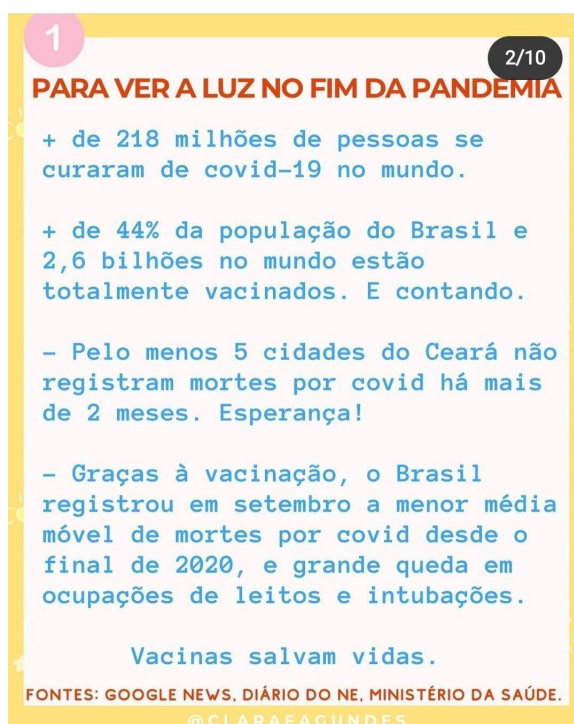 1
2/10
PARA VER A LUZ NO FIM DA PANDEMIA
+ de 218 milhões de pessoas se
curaram de covid-19 no mundo.
+ de 44% da população do Brasil e
2,6 bilhões no mundo estão
totalmente vacinados. E contando.
- Pelo menos 5 cidades do Ceará não
registram mortes por covid há mais
de 2 meses. Esperança!
- Graças à vacinação, o Brasil
registrou em setembro a menor média
móvel de mortes por covid desde o
final de 2020, e grande queda em
ocupações de leitos e intubações.
Vacinas salvam vidas.
FONTES: GOOGLE NEWS, DIÁRIO DO NE, MINISTÉRIO DA SAÚDE.
@CLARAFAGUNDES